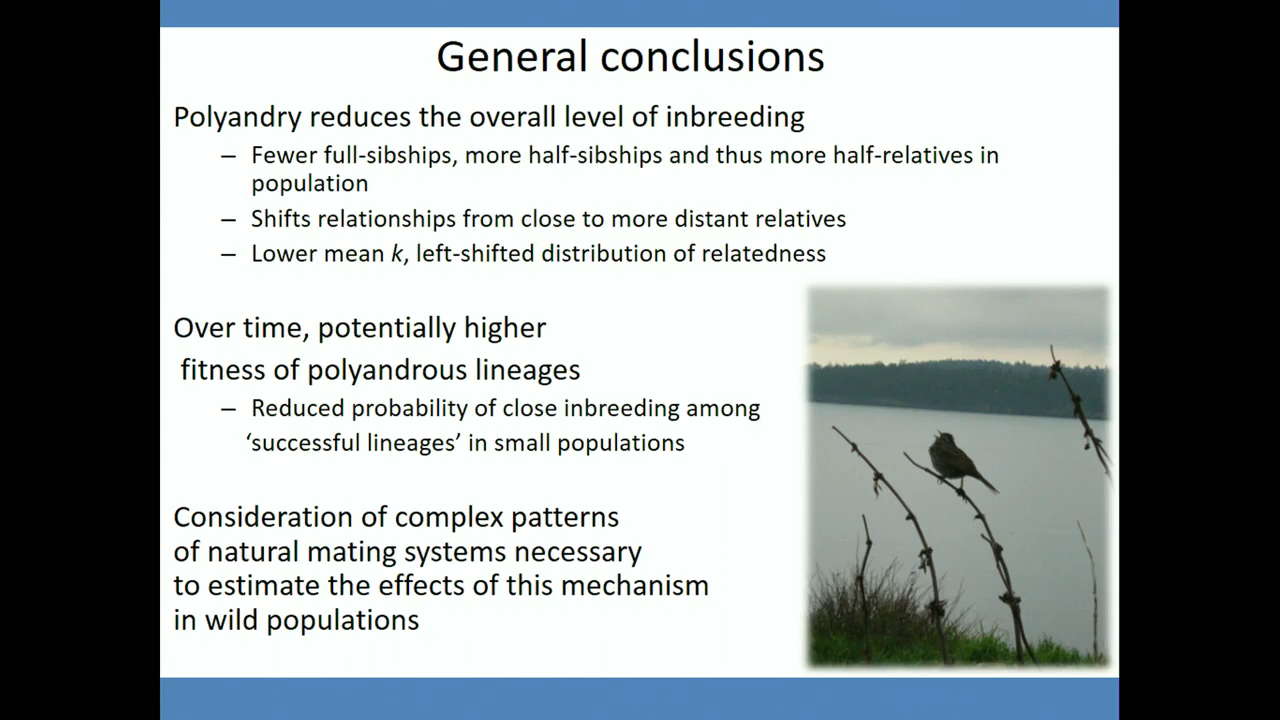 General conclusions
Polyandry reduces the overall level of inbreeding
– Fewer full-sibships, more half-sibships and thus more half-relatives in
population
– Shifts relationships from close to more distant relatives
– Lower mean k, left-shifted distribution of relatedness
Over time, potentially higher
fitness of polyandrous lineages
– Reduced probability of close inbreeding among
‘successful lineages’ in small populations
Consideration of complex patterns
of natural mating systems necessary
to estimate the effects of this mechanism
in wild populations